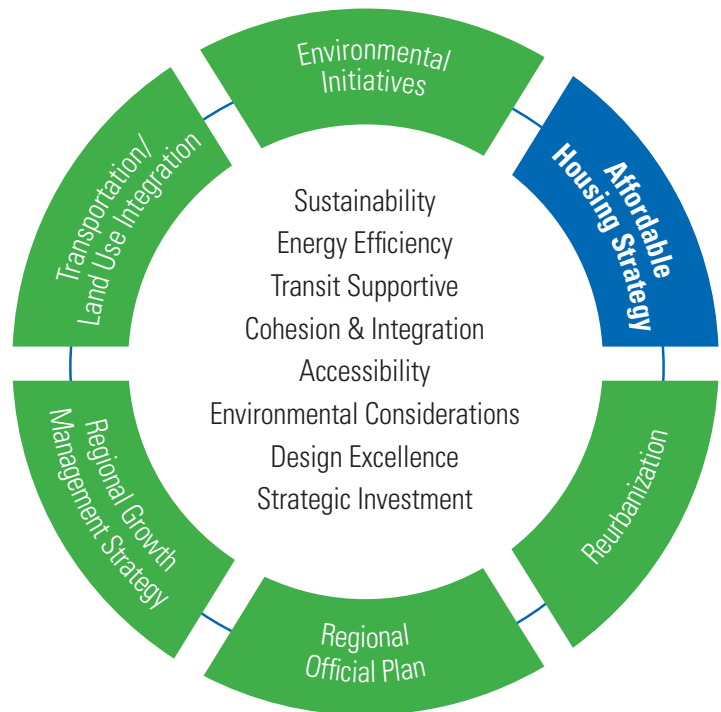 Environmental
Initiatives
Affordable
Housing Strategy
Reurbanization
Regional
Official Plan
Regional Growth
Management Strategy
Transportation/
Land Use Integration
Sustainability
Energy Efficiency
Transit Supportive
Cohesion & Integration
Accessibility
Environmental Considerations
Design Excellence
Strategic Investment